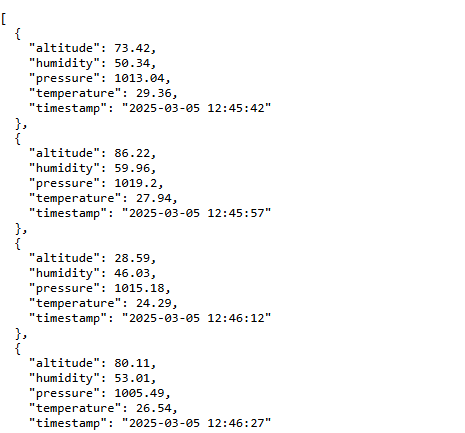 [
  {
    "altitude": 73.42,
    "humidity": 50.34,
    "pressure": 1013.04,
    "temperature": 29.36,
    "timestamp": "2025-03-05 12:45:42"
  },
  {
    "altitude": 86.22,
    "humidity": 59.96,
    "pressure": 1019.2,
    "temperature": 27.94,
    "timestamp": "2025-03-05 12:45:57"
  },
  {
    "altitude": 28.59,
    "humidity": 46.03,
    "pressure": 1015.18,
    "temperature": 24.29,
    "timestamp": "2025-03-05 12:46:12"
  },
  {
    "altitude": 80.11,
    "humidity": 53.01,
    "pressure": 1005.49,
    "temperature": 26.54,
    "timestamp": "2025-03-05 12:46:27"